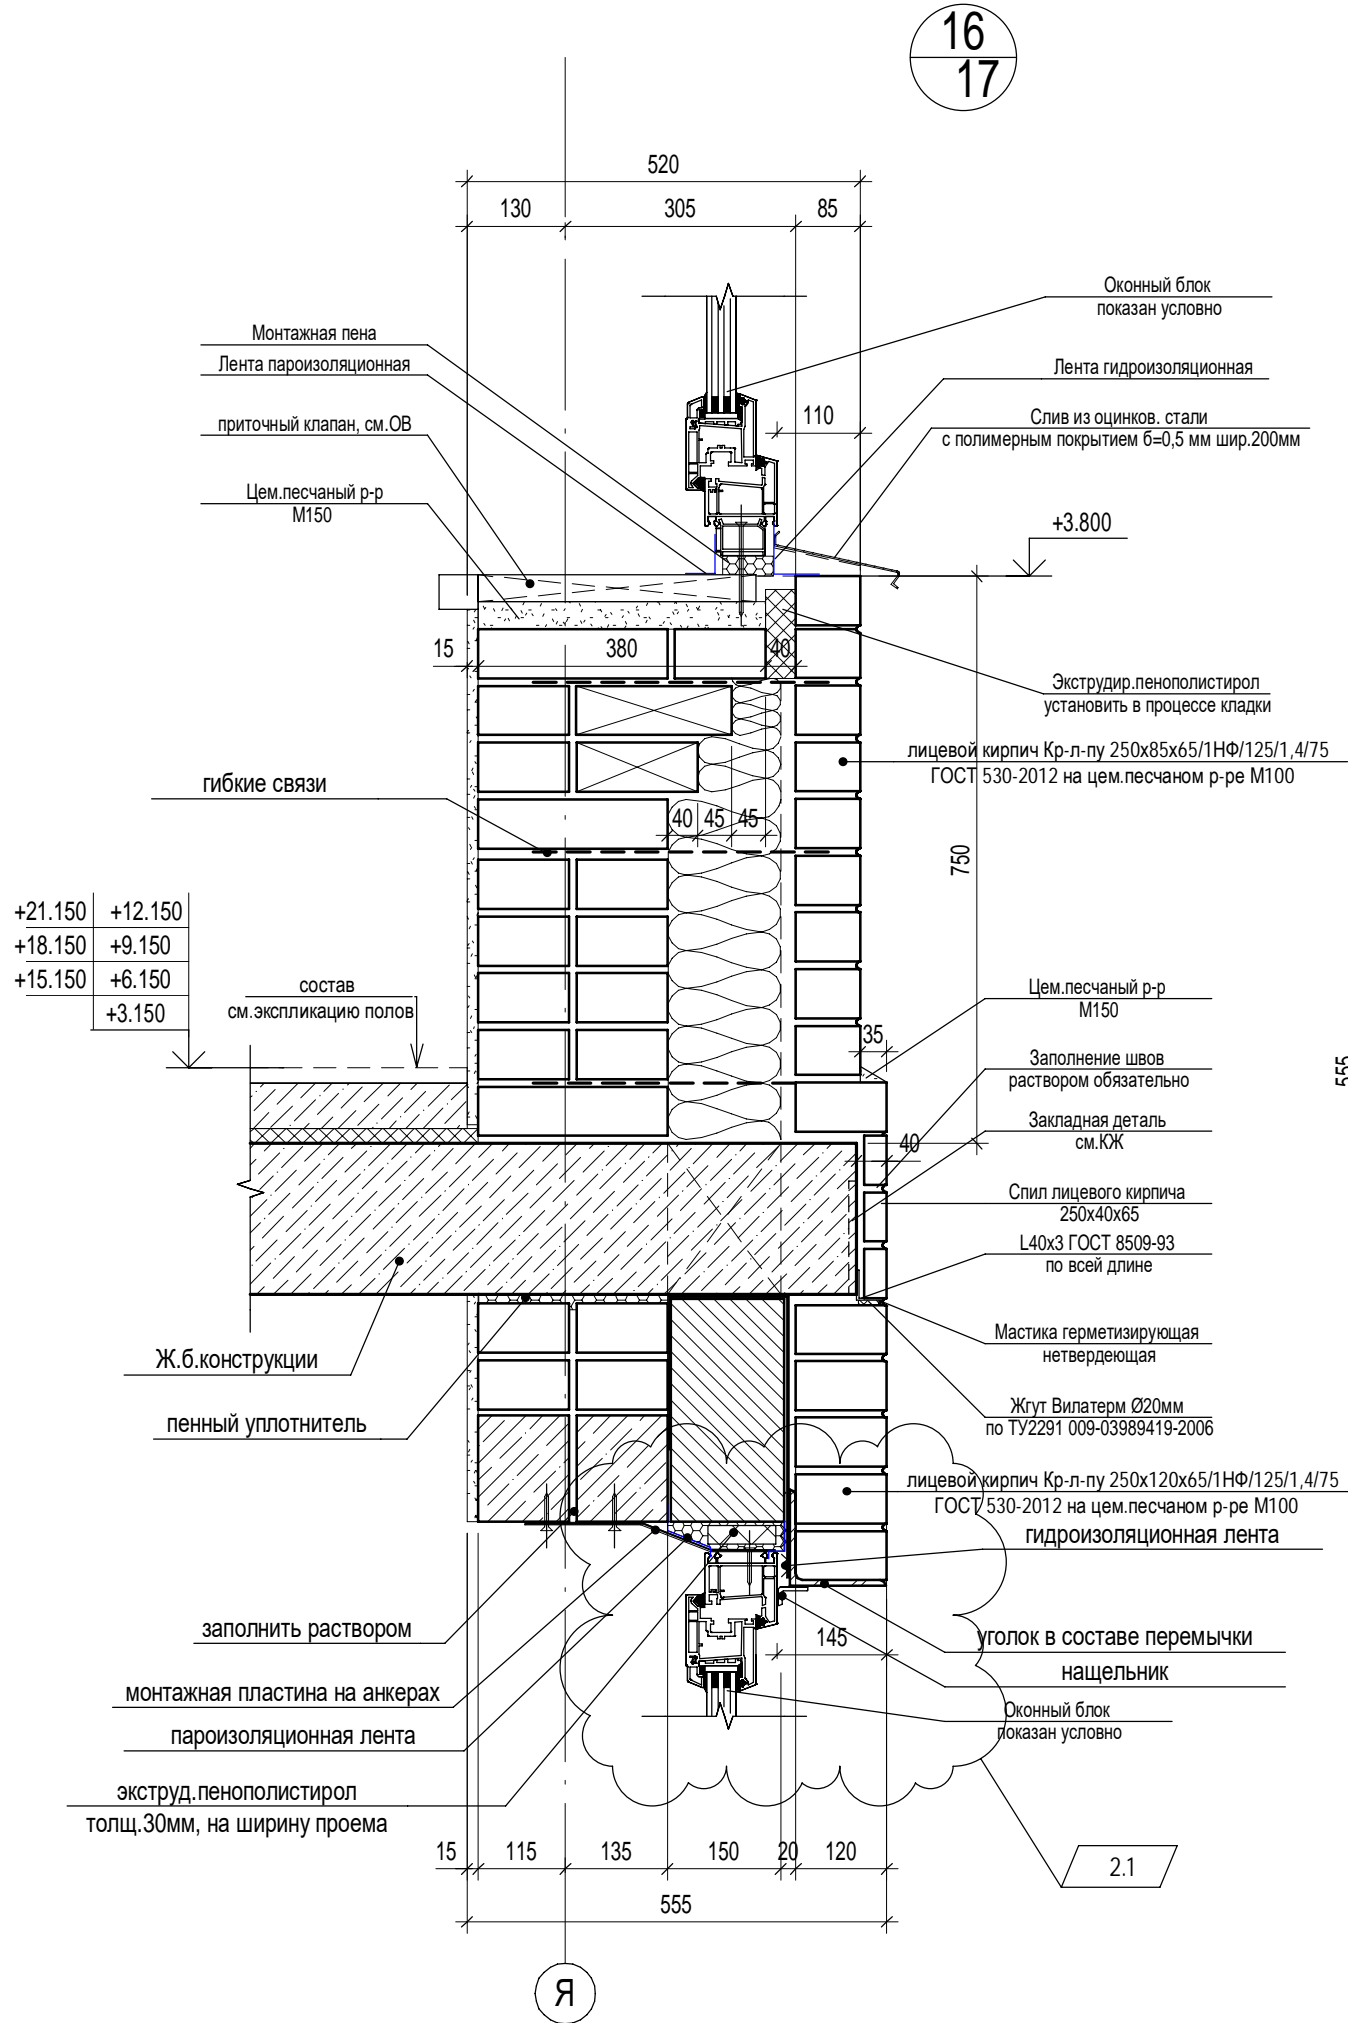 16
17
520
130
305
85
Оконный блок
показан условно
Монтажная пена
Лента пароизоляционная
Лента гидроизоляционная
110
приточный клапан, см.ОВ
Слив из оцинков. стали
с полимерным покрытием б=0,5 мм шир.200мм
Цем.песчаный р-р
М150
+3.800
15
380
40
Экструдир.пенополистирол
установить в процессе кладки
лицевой кирпич Кр-л-пу 250х85х65/1НФ/125/1,4/75
ГОСТ 530-2012 на цем.песчаном р-ре М100
гибкие связи
40
45
45
750
+21.150
+12.150
+18.150
+9.150
+15.150
+6.150
+3.150
состав
см.экспликацию полов
Цем.песчаный р-р
М150
35
Заполнение швов
раствором обязательно
555
Закладная деталь
см.КЖ
40
Спил лицевого кирпича
250х40х65
L40х3 ГОСТ 8509-93
по всей длине
Мастика герметизирующая
нетвердеющая
Ж.б.конструкции
Жгут Вилатерм Ø20мм
по ТУ2291 009-03989419-2006
пенный уплотнитель
лицевой кирпич Кр-л-пу 250х120х65/1НФ/125/1,4/75
ГОСТ 530-2012 на цем.песчаном р-ре М100
гидроизоляционная лента
заполнить раствором
145
уголок в составе перемычки
нащельник
монтажная пластина на анкерах
Оконный блок
показан условно
пароизоляционная лента
экструд.пенополистирол
толщ.30мм, на ширину проема
15
115
135
150
20
120
2.1
555
Я